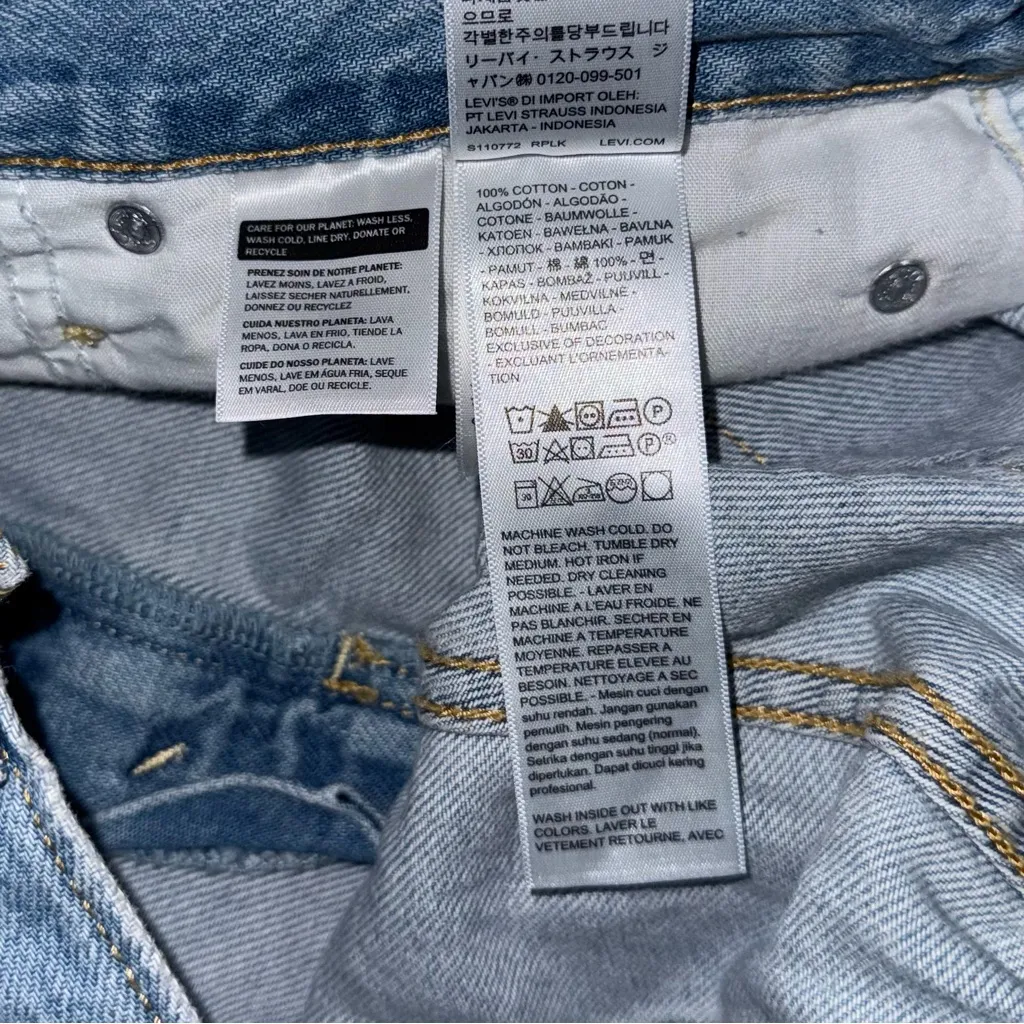 으므로
각별한주의를당부드립니다
リーバイ・ストラウス ジ
ャパン㈱ 0120-099-501
LEVI'S® DI IMPORT OLEH:
PT LEVI STRAUSS INDONESIA
JAKARTA - INDONESIA
S110772 RPLK LEVI.COM
CARE FOR OUR PLANET: WASH LESS,
WASH COLD, LINE DRY, DONATE OR
RECYCLE
PRENEZ SOIN DE NOTRE PLANETE:
LAVEZ MOINS, LAVEZ A FROID,
LAISSEZ SECHER NATURELLEMENT,
DONNEZ OU RECYCLEZ
CUIDA NUESTRO PLANETA: LAVA
MENOS, LAVA EN FRIO, TIENDE LA
ROPA, DONA O RECICLA.
CUIDE DO NOSSO PLANETA: LAVE
MENOS, LAVE EM ÁGUA FRIA, SEQUE
EM VARAL, DOE OU RECICLE.
100% COTTON - COTON -
ALGODÓN - ALGODÃO -
COTONE - BAUMWOLLE -
KATOEN - BAWEŁNA - BAVLNA
- ХЛОПОК - BAMBAKI - PAMUK
- PAMUT - 棉 - 綿 100% - 면 -
KAPAS - BOMBAŽ - PUUVILL -
KOKVILNA - MEDVILNĖ -
BOMULD - PUUVILLA -
BOMULL - BUMBAC
EXCLUSIVE OF DECORATION
- EXCLUANT L'ORNEMENTA-
TION
P
30 P®
30
MACHINE WASH COLD. DO
NOT BLEACH. TUMBLE DRY
MEDIUM. HOT IRON IF
NEEDED. DRY CLEANING
POSSIBLE. - LAVER EN
MACHINE A L'EAU FROIDE. NE
PAS BLANCHIR. SECHER EN
MACHINE A TEMPERATURE
MOYENNE. REPASSER A
TEMPERATURE ELEVEE AU
BESOIN. NETTOYAGE A SEC
POSSIBLE. - Mesin cuci dengan
suhu rendah. Jangan gunakan
pemutih. Mesin pengering
dengan suhu sedang (normal).
Setrika dengan suhu tinggi jika
diperlukan. Dapat dicuci kering
profesional.
WASH INSIDE OUT WITH LIKE
COLORS. LAVER LE
VETEMENT RETOURNE, AVEC